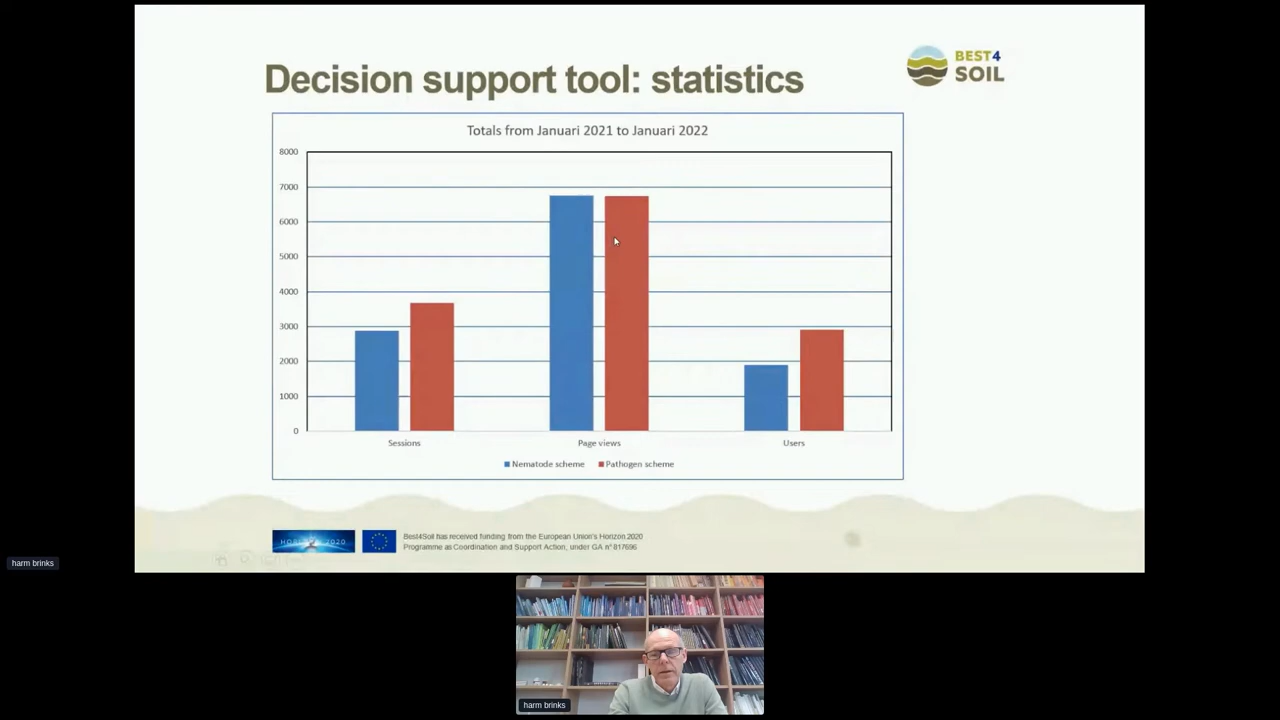 Decision support tool: statistics
BEST4
SOIL
Totals from Januari 2021 to Januari 2022
8000
7000
6000
5000
4000
3000
2000
1000
0
Sessions
Page views
Users
Nematode scheme
Pathogen scheme
HORIZON 2020
Best4Soil has received funding from the European Union's Horizon 2020
Programme as Coordination and Support Action, under GA n° 817696
harm brinks
harm brinks